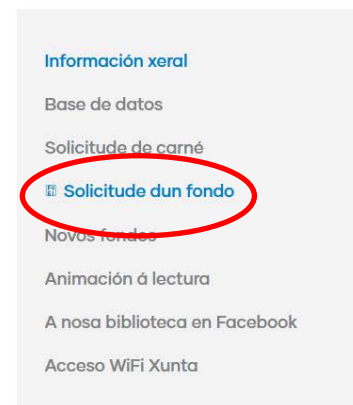 Información xeral
Base de datos
Solicitude de carné
Solicitude dun fondo
Novos fondos
Animación á lectura
A nosa biblioteca en Facebook
Acceso WiFi Xunta